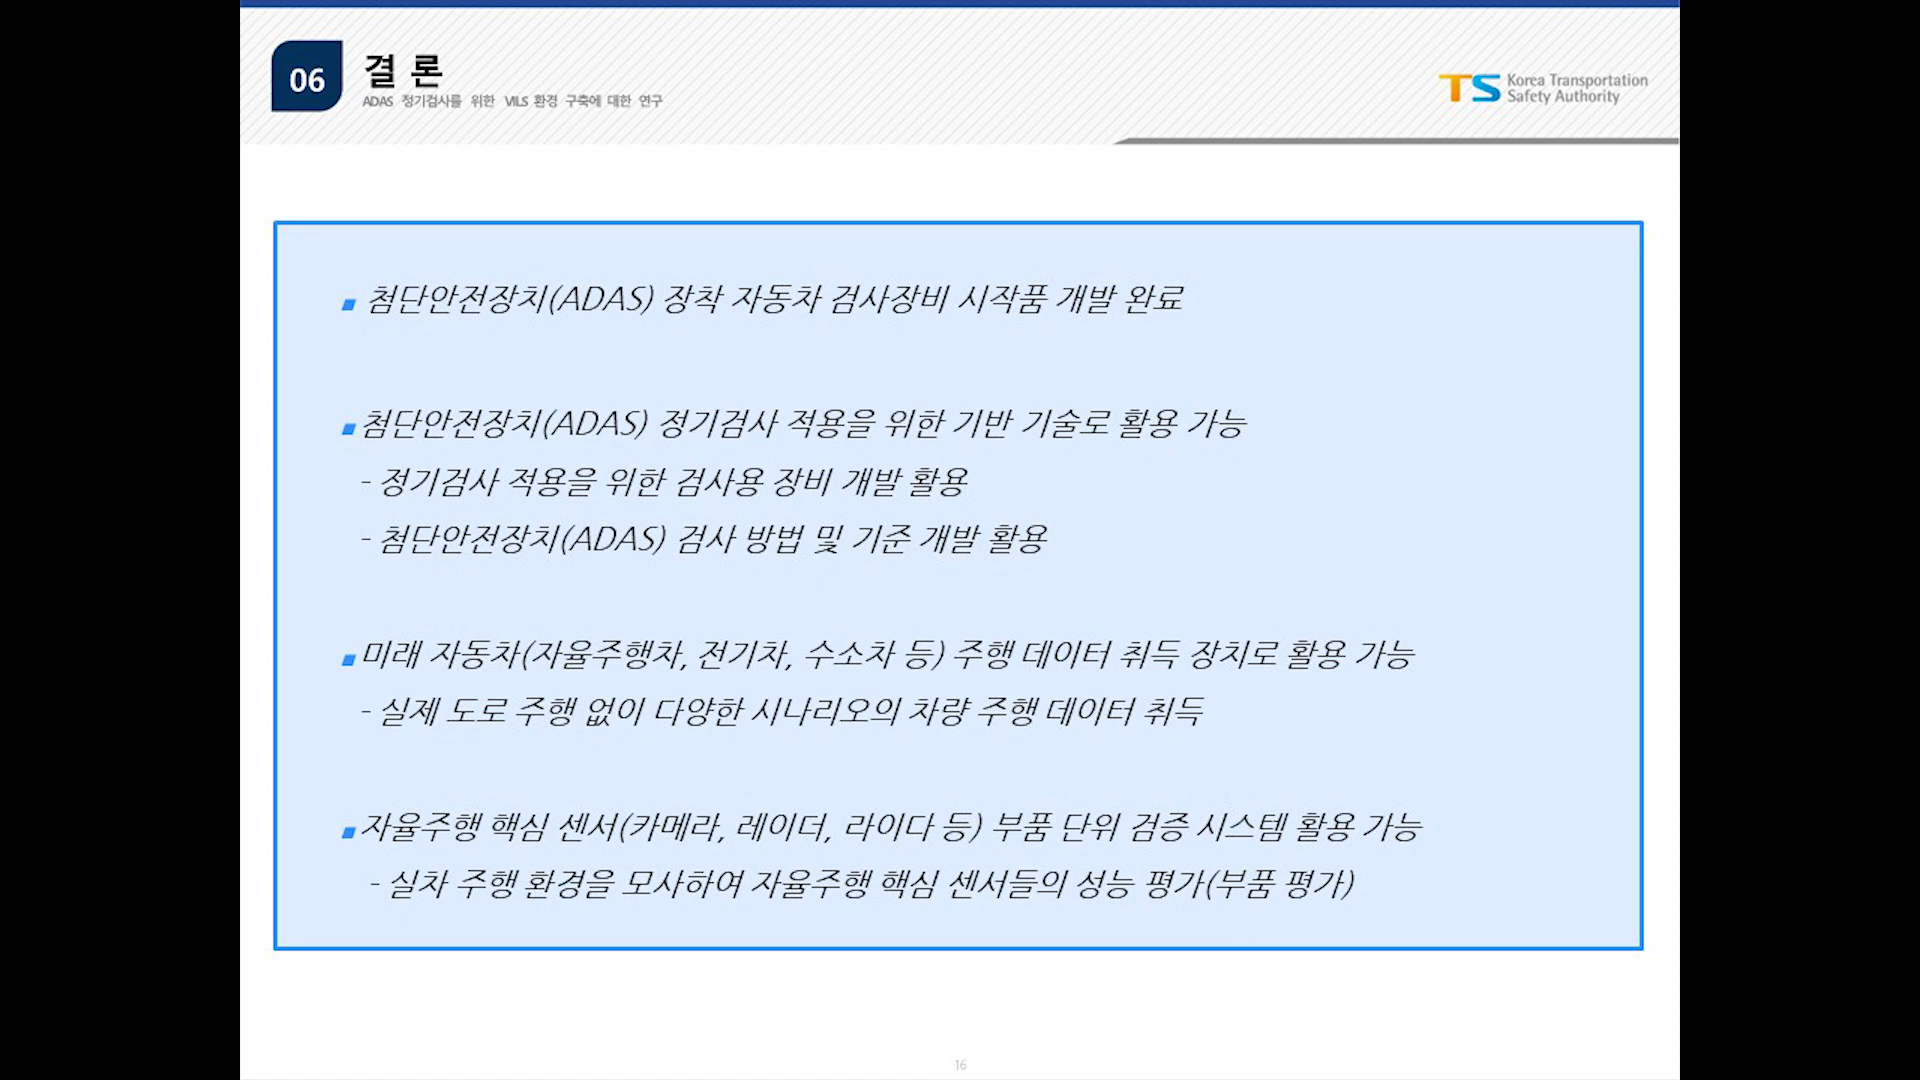 06
결 론
ADAS 정기검사를 위한 VILS 환경 구축에 대한 연구
TS Korea Transportation
Safety Authority
▪ 첨단안전장치(ADAS) 장착 자동차 검사장비 시작품 개발 완료
▪ 첨단안전장치(ADAS) 정기검사 적용을 위한 기반 기술로 활용 가능
- 정기검사 적용을 위한 검사용 장비 개발 활용
- 첨단안전장치(ADAS) 검사 방법 및 기준 개발 활용
▪ 미래 자동차(자율주행차, 전기차, 수소차 등) 주행 데이터 취득 장치로 활용 가능
- 실제 도로 주행 없이 다양한 시나리오의 차량 주행 데이터 취득
▪ 자율주행 핵심 센서(카메라, 레이더, 라이다 등) 부품 단위 검증 시스템 활용 가능
- 실차 주행 환경을 모사하여 자율주행 핵심 센서들의 성능 평가(부품 평가)
16